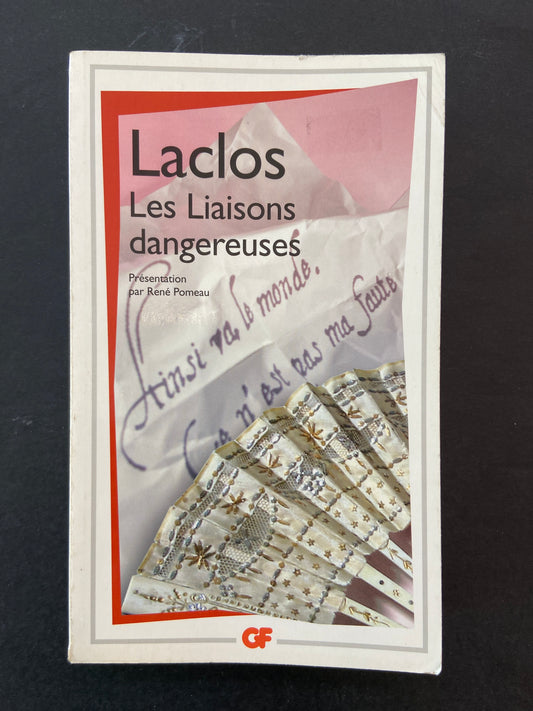 Laclos
Les Liaisons
dangereuses
Présentation
par René Pomeau
Ainsi va le monde.
Ce n'est pas ma faute
GF